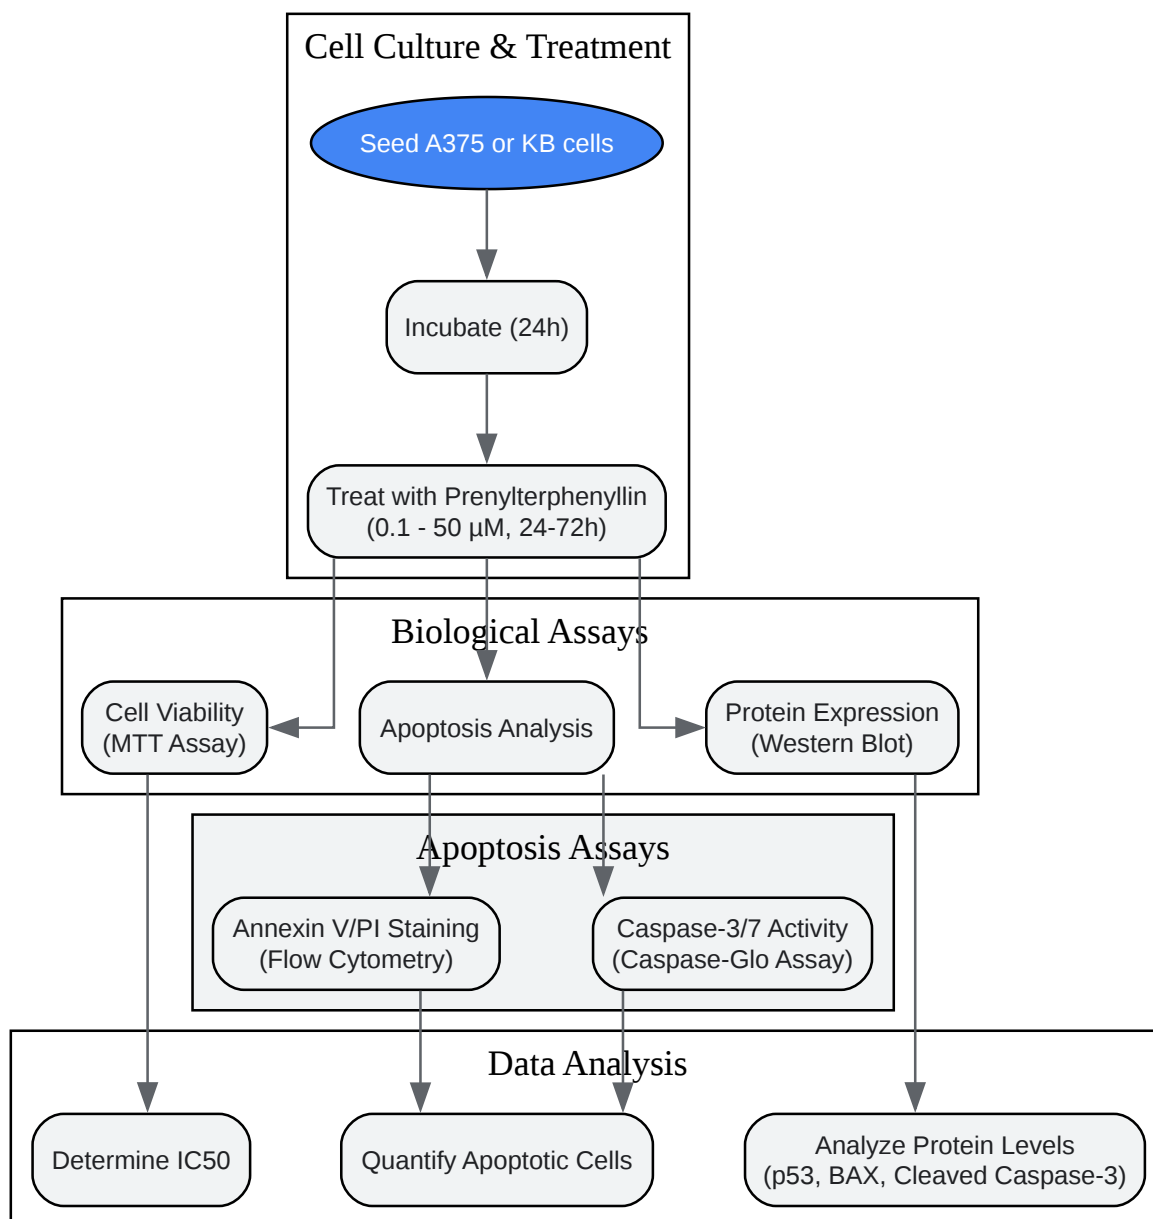 Cell Culture & Treatment
Seed A375 or KB cells
Incubate (24h)
Treat with Prenylterphenyllin
(0.1 - 50 µM, 24-72h)
Biological Assays
Cell Viability
(MTT Assay)
Apoptosis Analysis
Protein Expression
(Western Blot)
Apoptosis Assays
Annexin V/PI Staining
(Flow Cytometry)
Caspase-3/7 Activity
(Caspase-Glo Assay)
Data Analysis
Determine IC50
Quantify Apoptotic Cells
Analyze Protein Levels
(p53, BAX, Cleaved Caspase-3)